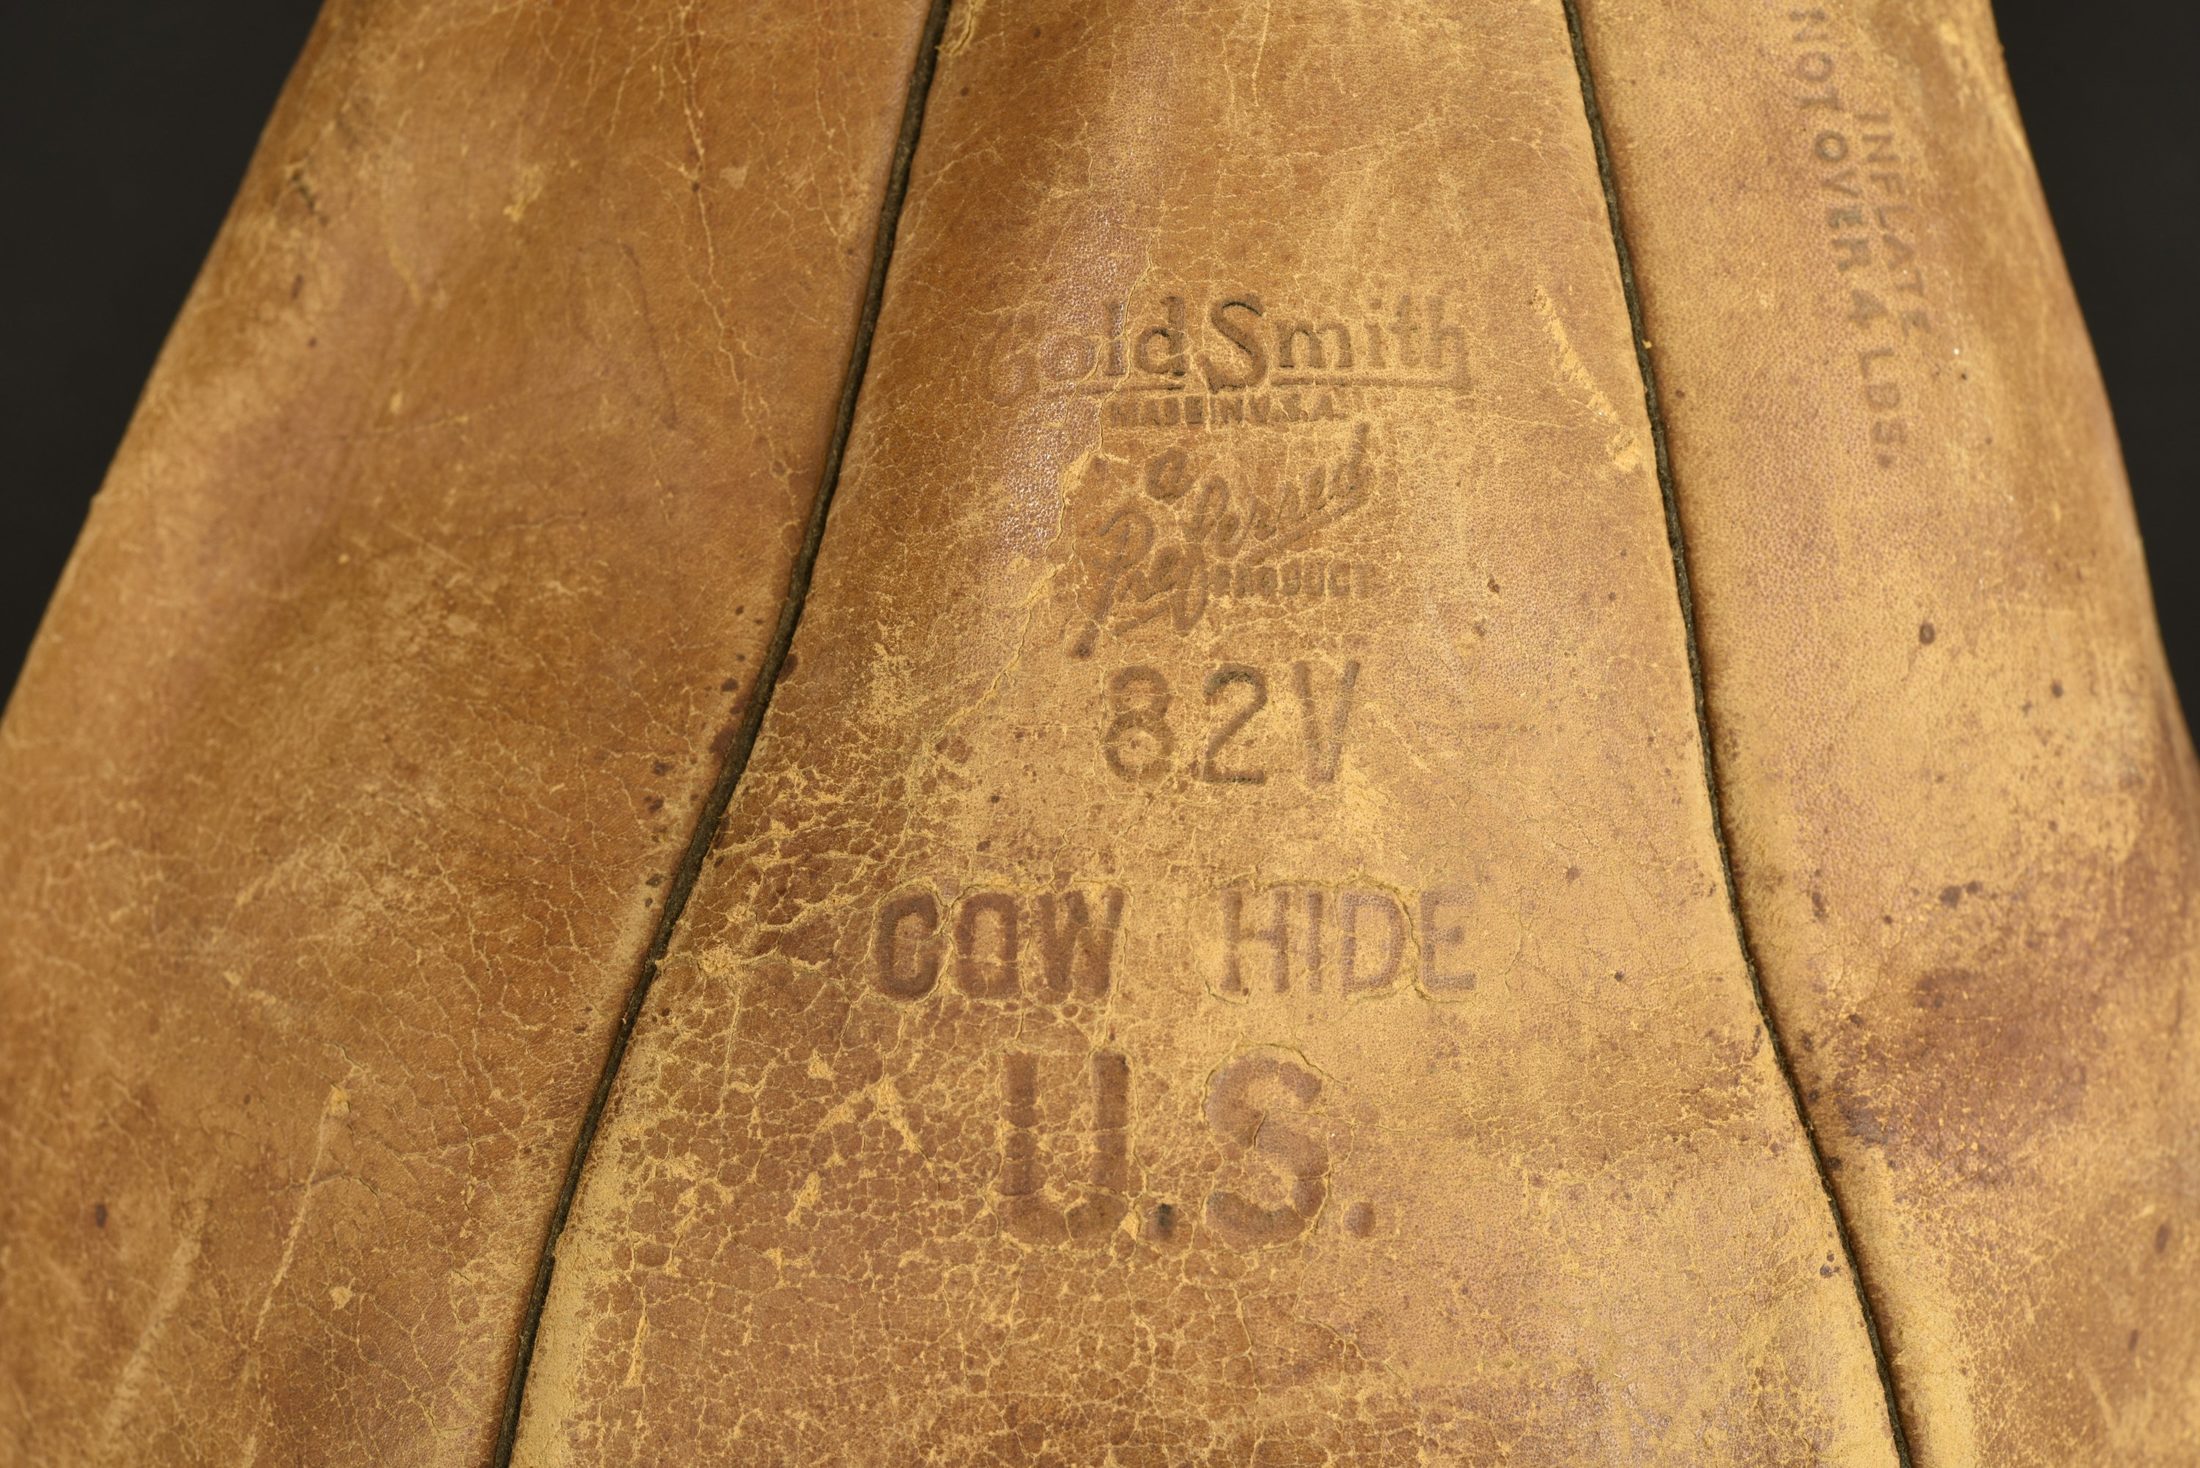 GoldSmith
MADE IN U.S.A.
a
Preferred
PRODUCT
82V
COW HIDE
U.S.
INFLATE
NOT OVER 4 LBS.